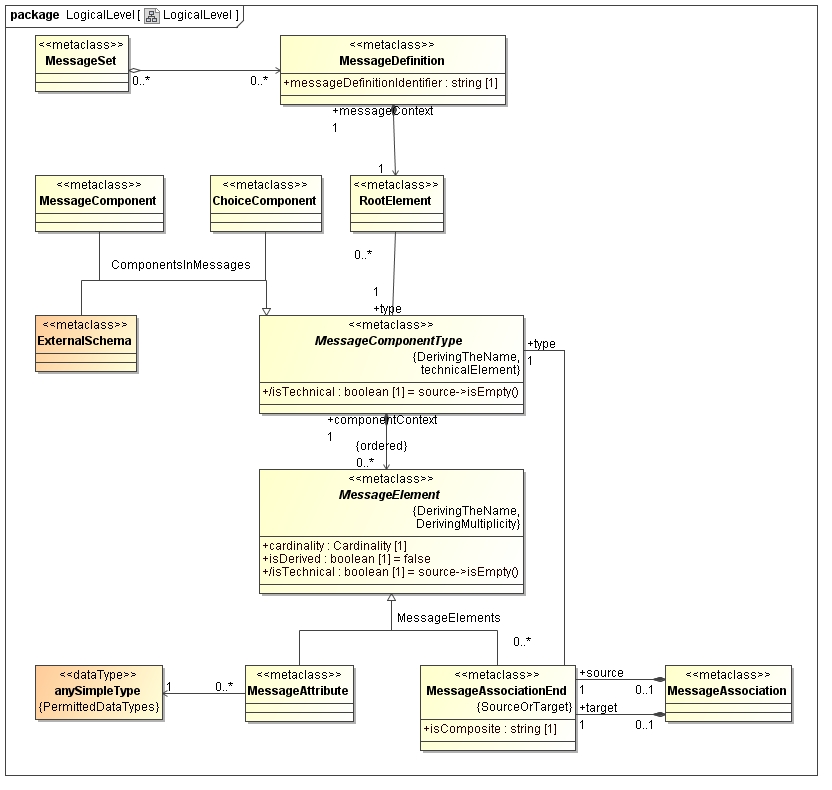 package LogicalLevel [ LogicalLevel ]
<<metaclass>>
MessageSet
0..*
0..*
<<metaclass>>
MessageDefinition
+messageDefinitionIdentifier : string [1]
+messageContext
1
1
<<metaclass>>
MessageComponent
<<metaclass>>
ChoiceComponent
<<metaclass>>
RootElement
0..*
ComponentsInMessages
1
+type
<<metaclass>>
ExternalSchema
<<metaclass>>
MessageComponentType
{DerivingTheName,
technicalElement}
+/isTechnical : boolean [1] = source->isEmpty()
+type
1
+componentContext
1
{ordered}
0..*
<<metaclass>>
MessageElement
{DerivingTheName,
DerivingMultiplicity}
+cardinality : Cardinality [1]
+isDerived : boolean [1] = false
+/isTechnical : boolean [1] = source->isEmpty()
MessageElements
0..*
<<dataType>>
anySimpleType
{PermittedDataTypes}
1
0..*
<<metaclass>>
MessageAttribute
<<metaclass>>
MessageAssociationEnd
{SourceOrTarget}
+isComposite : string [1]
+source
1
0..1
+target
1
0..1
<<metaclass>>
MessageAssociation